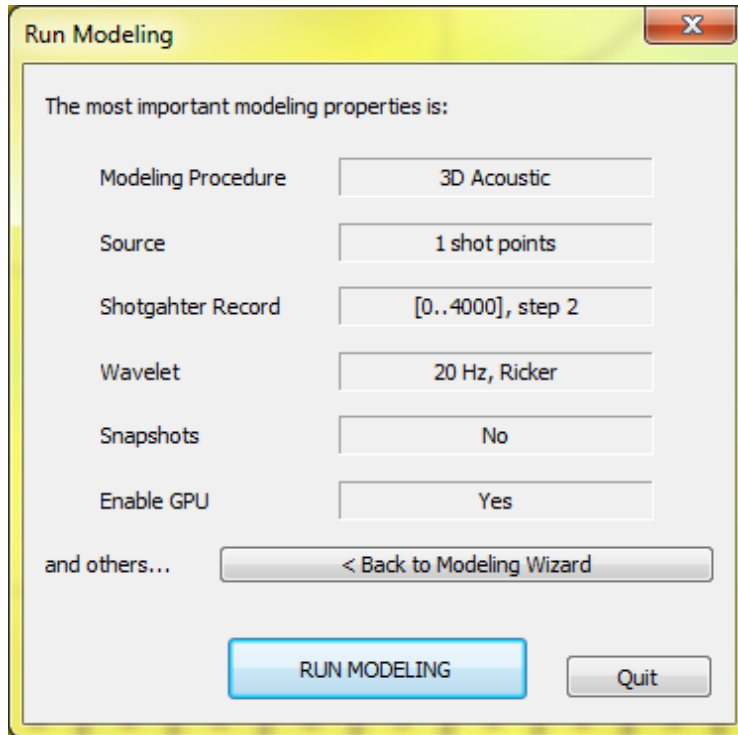 Run Modeling
The most important modeling properties is:
Modeling Procedure 3D Acoustic
Source 1 shot points
Shotgahter Record [0..4000], step 2
Wavelet 20 Hz, Ricker
Snapshots No
Enable GPU Yes
and others... < Back to Modeling Wizard
RUN MODELING Quit